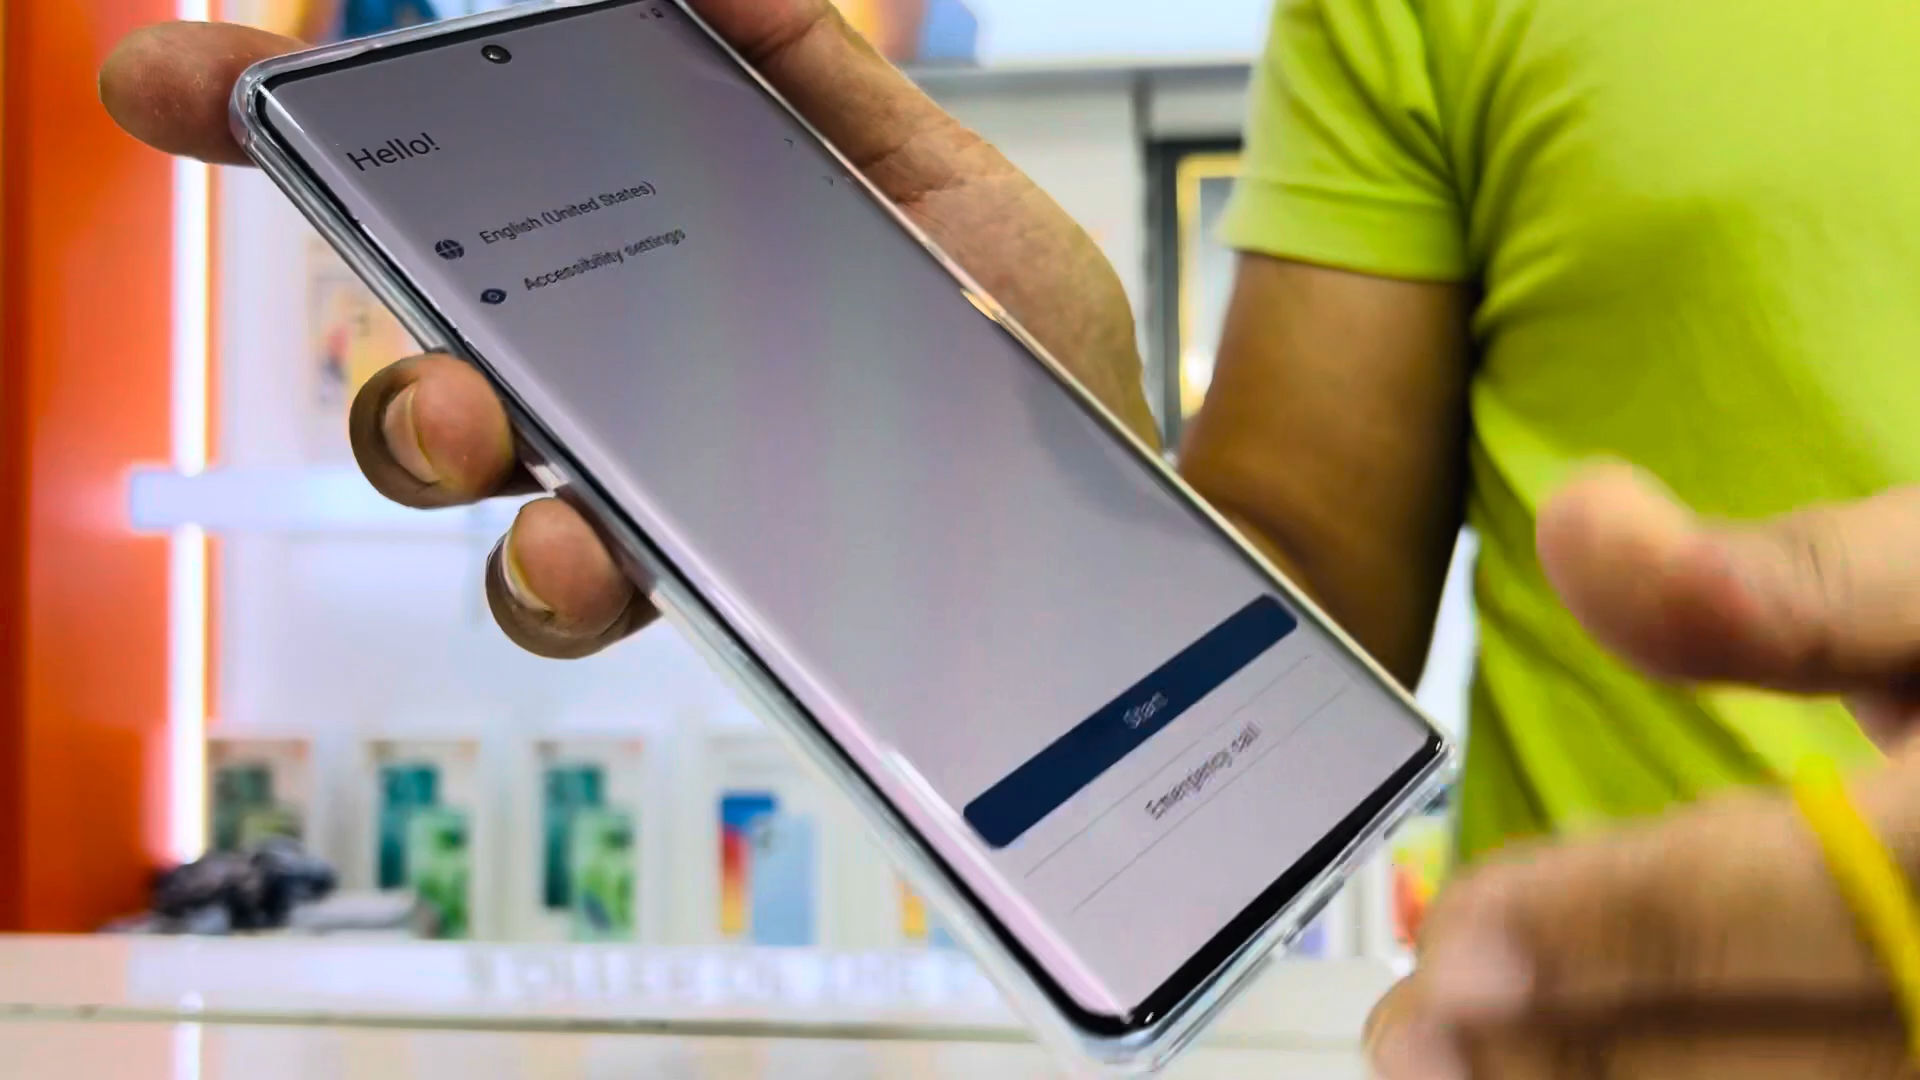 Hello!
English (United States)
Accessibility settings
Start
Emergency call